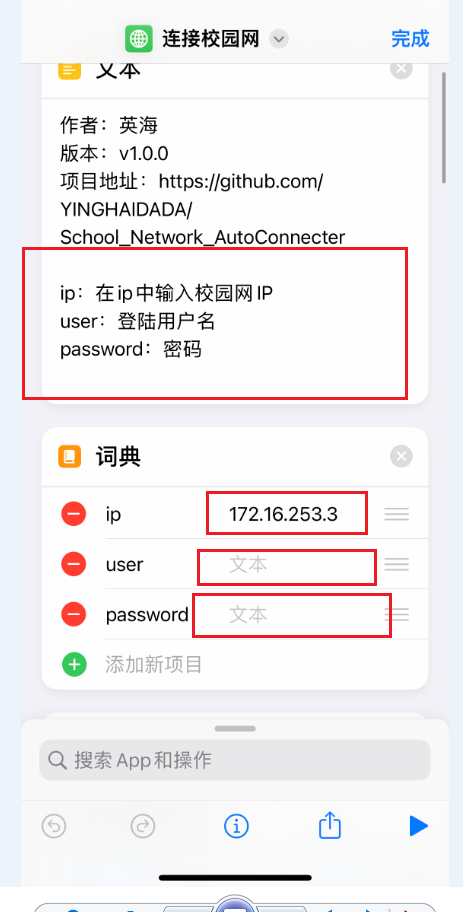 连接校园网
完成
文本
作者：英海
版本：v1.0.0
项目地址：https://github.com/
YINGHAIDADA/
School_Network_AutoConnecter
ip：在ip中输入校园网IP
user：登陆用户名
password：密码
词典
ip 172.16.253.3
user 文本
password 文本
添加新项目
搜索App和操作